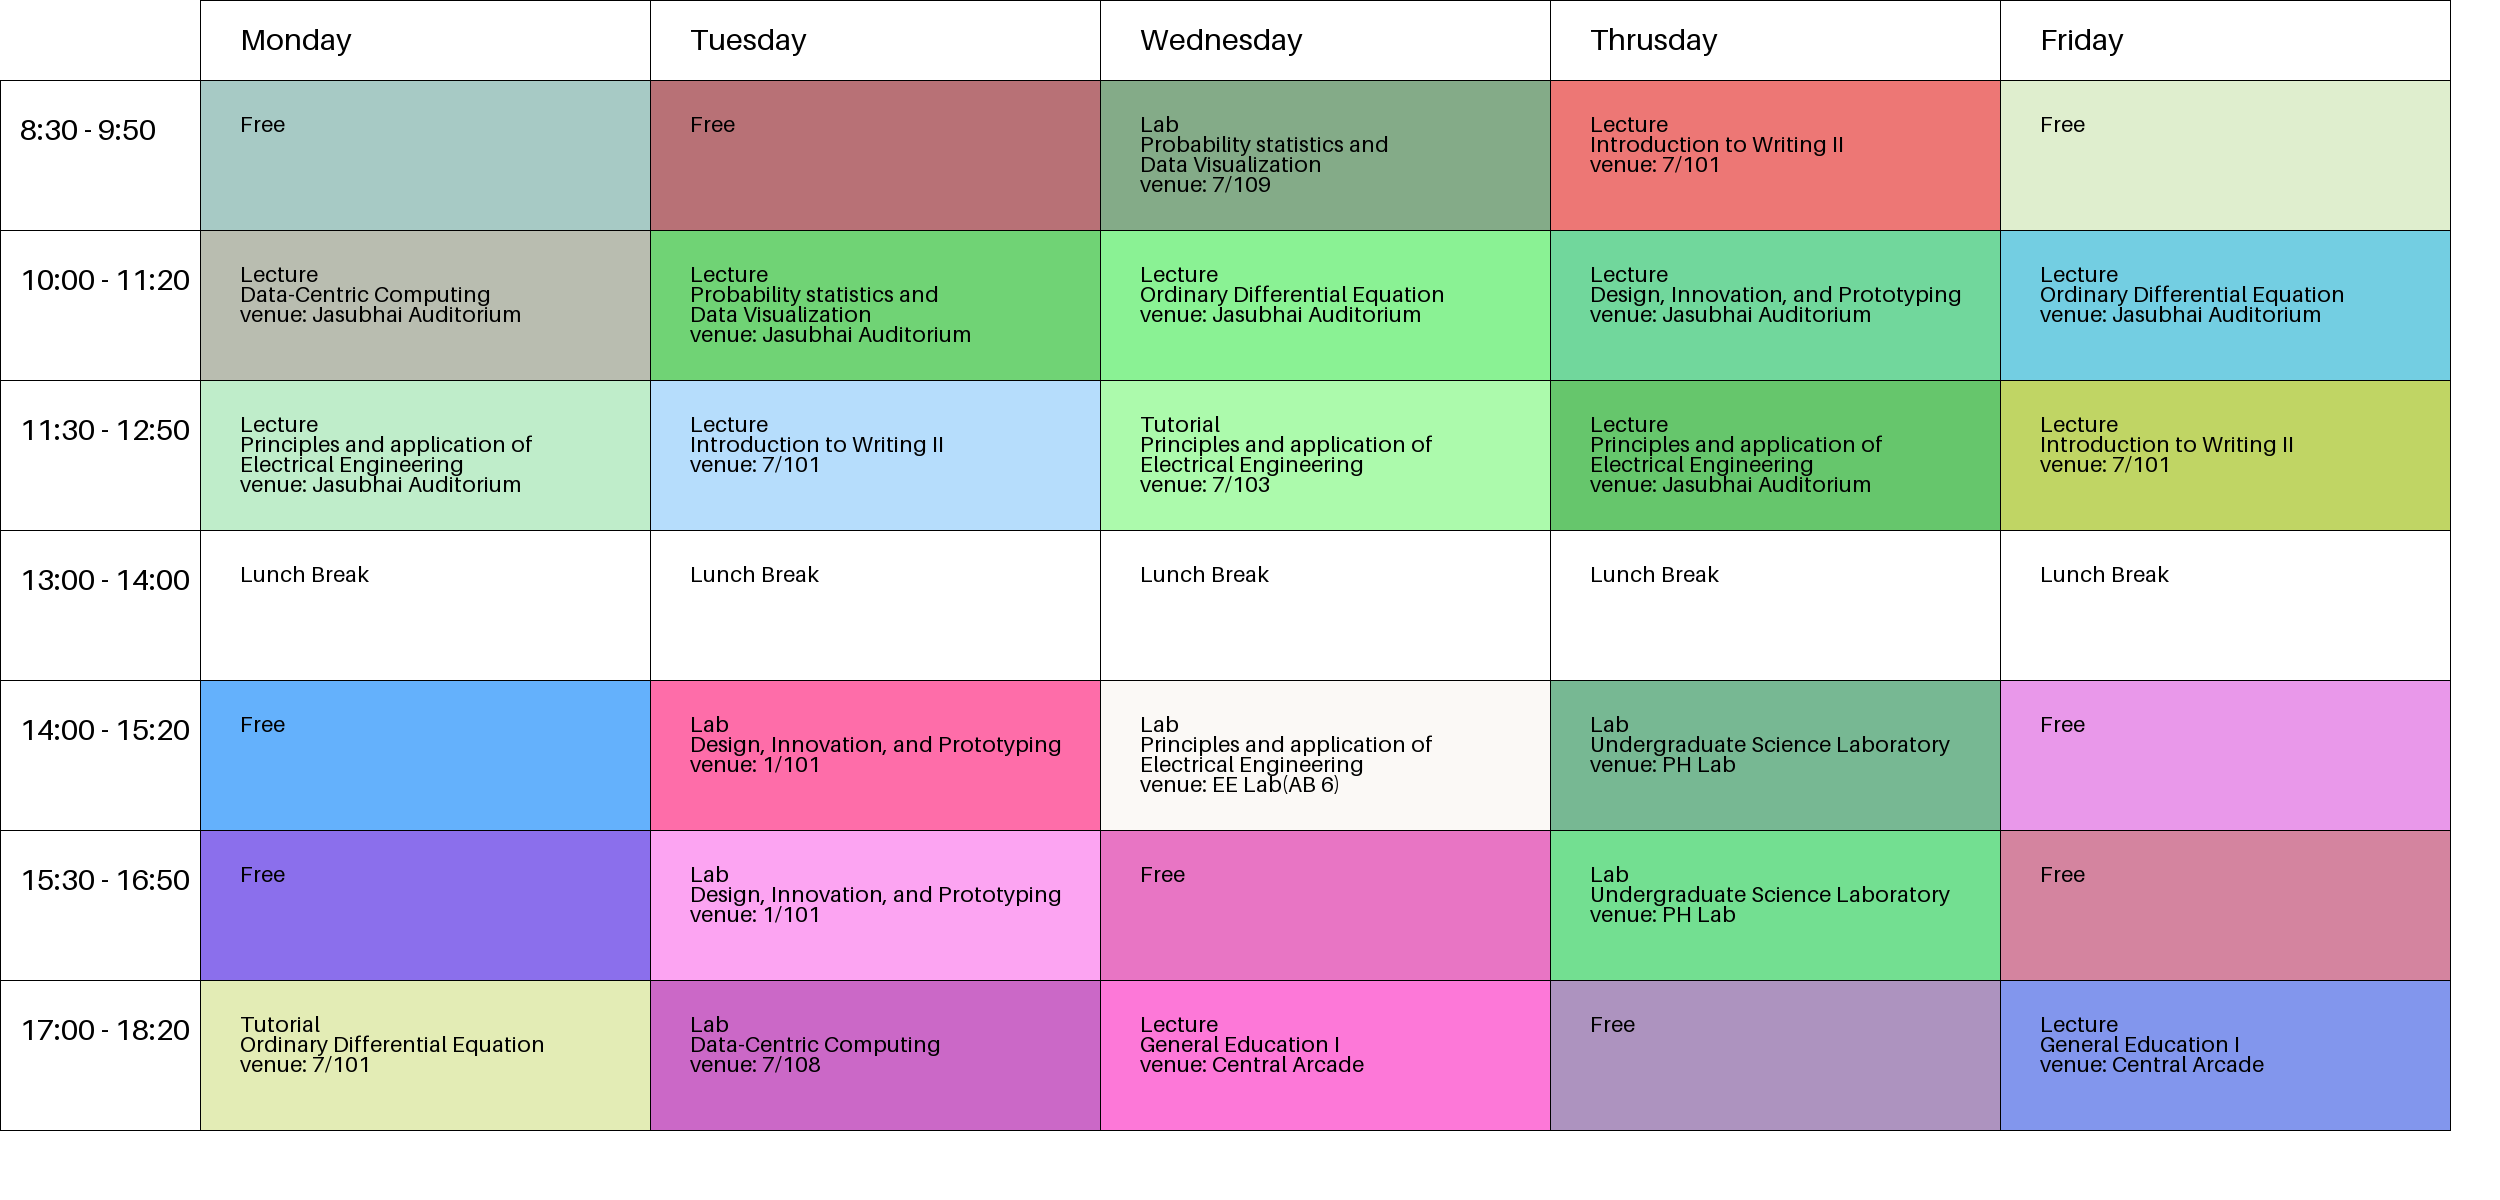 Monday
Tuesday
Wednesday
Thrusday
Friday
8:30 - 9:50
Free
Free
Lab
Probability statistics and
Data Visualization
venue: 7/109
Lecture
Introduction to Writing II
venue: 7/101
Free
10:00 - 11:20
Lecture
Data-Centric Computing
venue: Jasubhai Auditorium
Lecture
Probability statistics and
Data Visualization
venue: Jasubhai Auditorium
Lecture
Ordinary Differential Equation
venue: Jasubhai Auditorium
Lecture
Design, Innovation, and Prototyping
venue: Jasubhai Auditorium
Lecture
Ordinary Differential Equation
venue: Jasubhai Auditorium
11:30 - 12:50
Lecture
Principles and application of
Electrical Engineering
venue: Jasubhai Auditorium
Lecture
Introduction to Writing II
venue: 7/101
Tutorial
Principles and application of
Electrical Engineering
venue: 7/103
Lecture
Principles and application of
Electrical Engineering
venue: Jasubhai Auditorium
Lecture
Introduction to Writing II
venue: 7/101
13:00 - 14:00
Lunch Break
Lunch Break
Lunch Break
Lunch Break
Lunch Break
14:00 - 15:20
Free
Lab
Design, Innovation, and Prototyping
venue: 1/101
Lab
Principles and application of
Electrical Engineering
venue: EE Lab(AB 6)
Lab
Undergraduate Science Laboratory
venue: PH Lab
Free
15:30 - 16:50
Free
Lab
Design, Innovation, and Prototyping
venue: 1/101
Free
Lab
Undergraduate Science Laboratory
venue: PH Lab
Free
17:00 - 18:20
Tutorial
Ordinary Differential Equation
venue: 7/101
Lab
Data-Centric Computing
venue: 7/108
Lecture
General Education I
venue: Central Arcade
Free
Lecture
General Education I
venue: Central Arcade